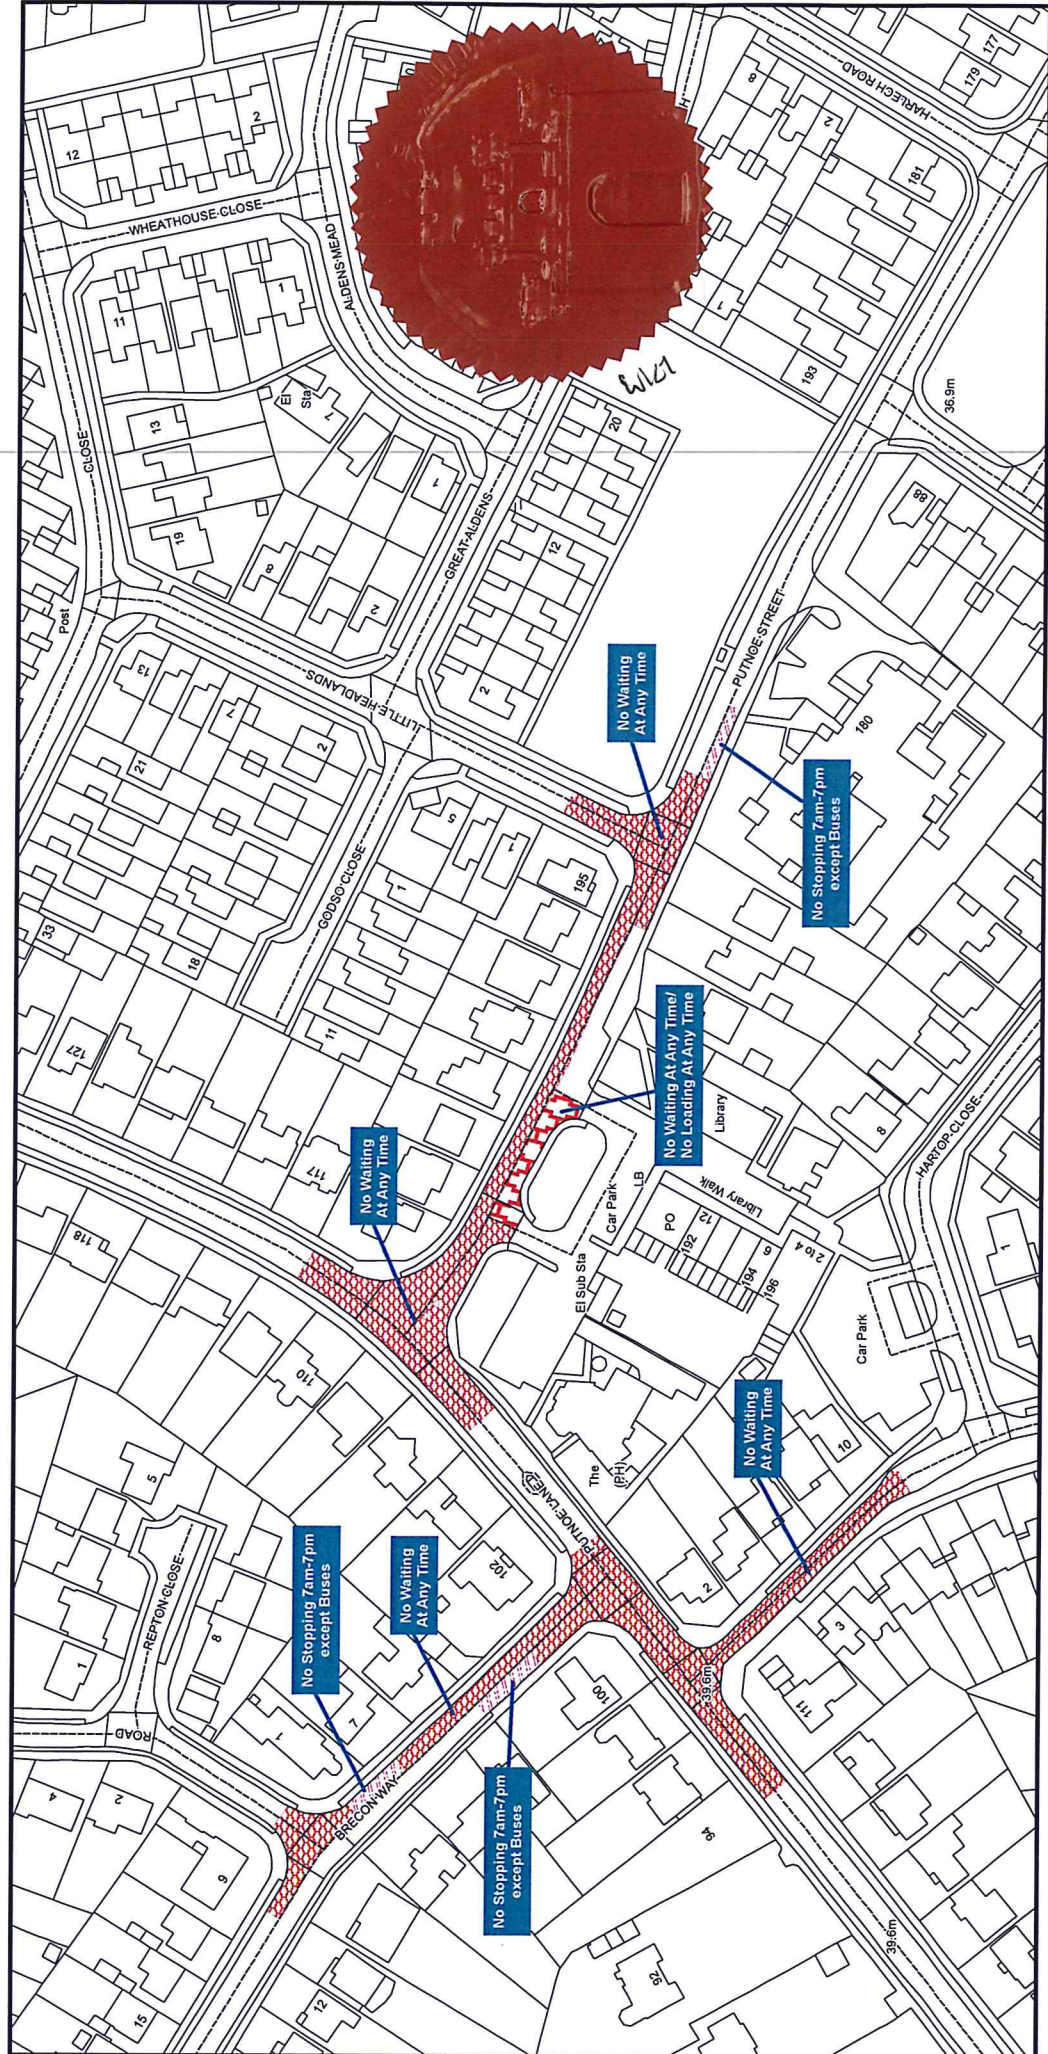 12
2
WHEATHOUSE CLOSE
11
1
ALDENS MEAD
El
Sta
7
13
19
CLOSE
Post
1
8
2
GREAT ALDENS
20
12
2
LITTLE HEADLANDS
13
7
2
21
33
18
GODSO CLOSE
5
1
195
1
11
127
117
118
110
HARLECH ROAD
177
179
8
2
181
1
193
36.9m
88
PUTNOE STREET
180
No Waiting
At Any Time
No Stopping 7am-7pm
except Buses
No Waiting At Any Time/
No Loading At Any Time
Library
Library Walk
LB
Car Park
PO
192
12
6
194
196
2 to 4
El Sub Sta
8
HARTOP CLOSE
1
Car Park
No Waiting
At Any Time
The
(PH)
PUTNOE LANE
102
10
2
No Waiting
At Any Time
3
111
39.6m
5
REPTON CLOSE
8
1
ROAD
No Stopping 7am-7pm
except Buses
No Waiting
At Any Time
1
7
100
BRECON WAY
No Stopping 7am-7pm
except Buses
4
2
9
15
12
94
92
39.6m